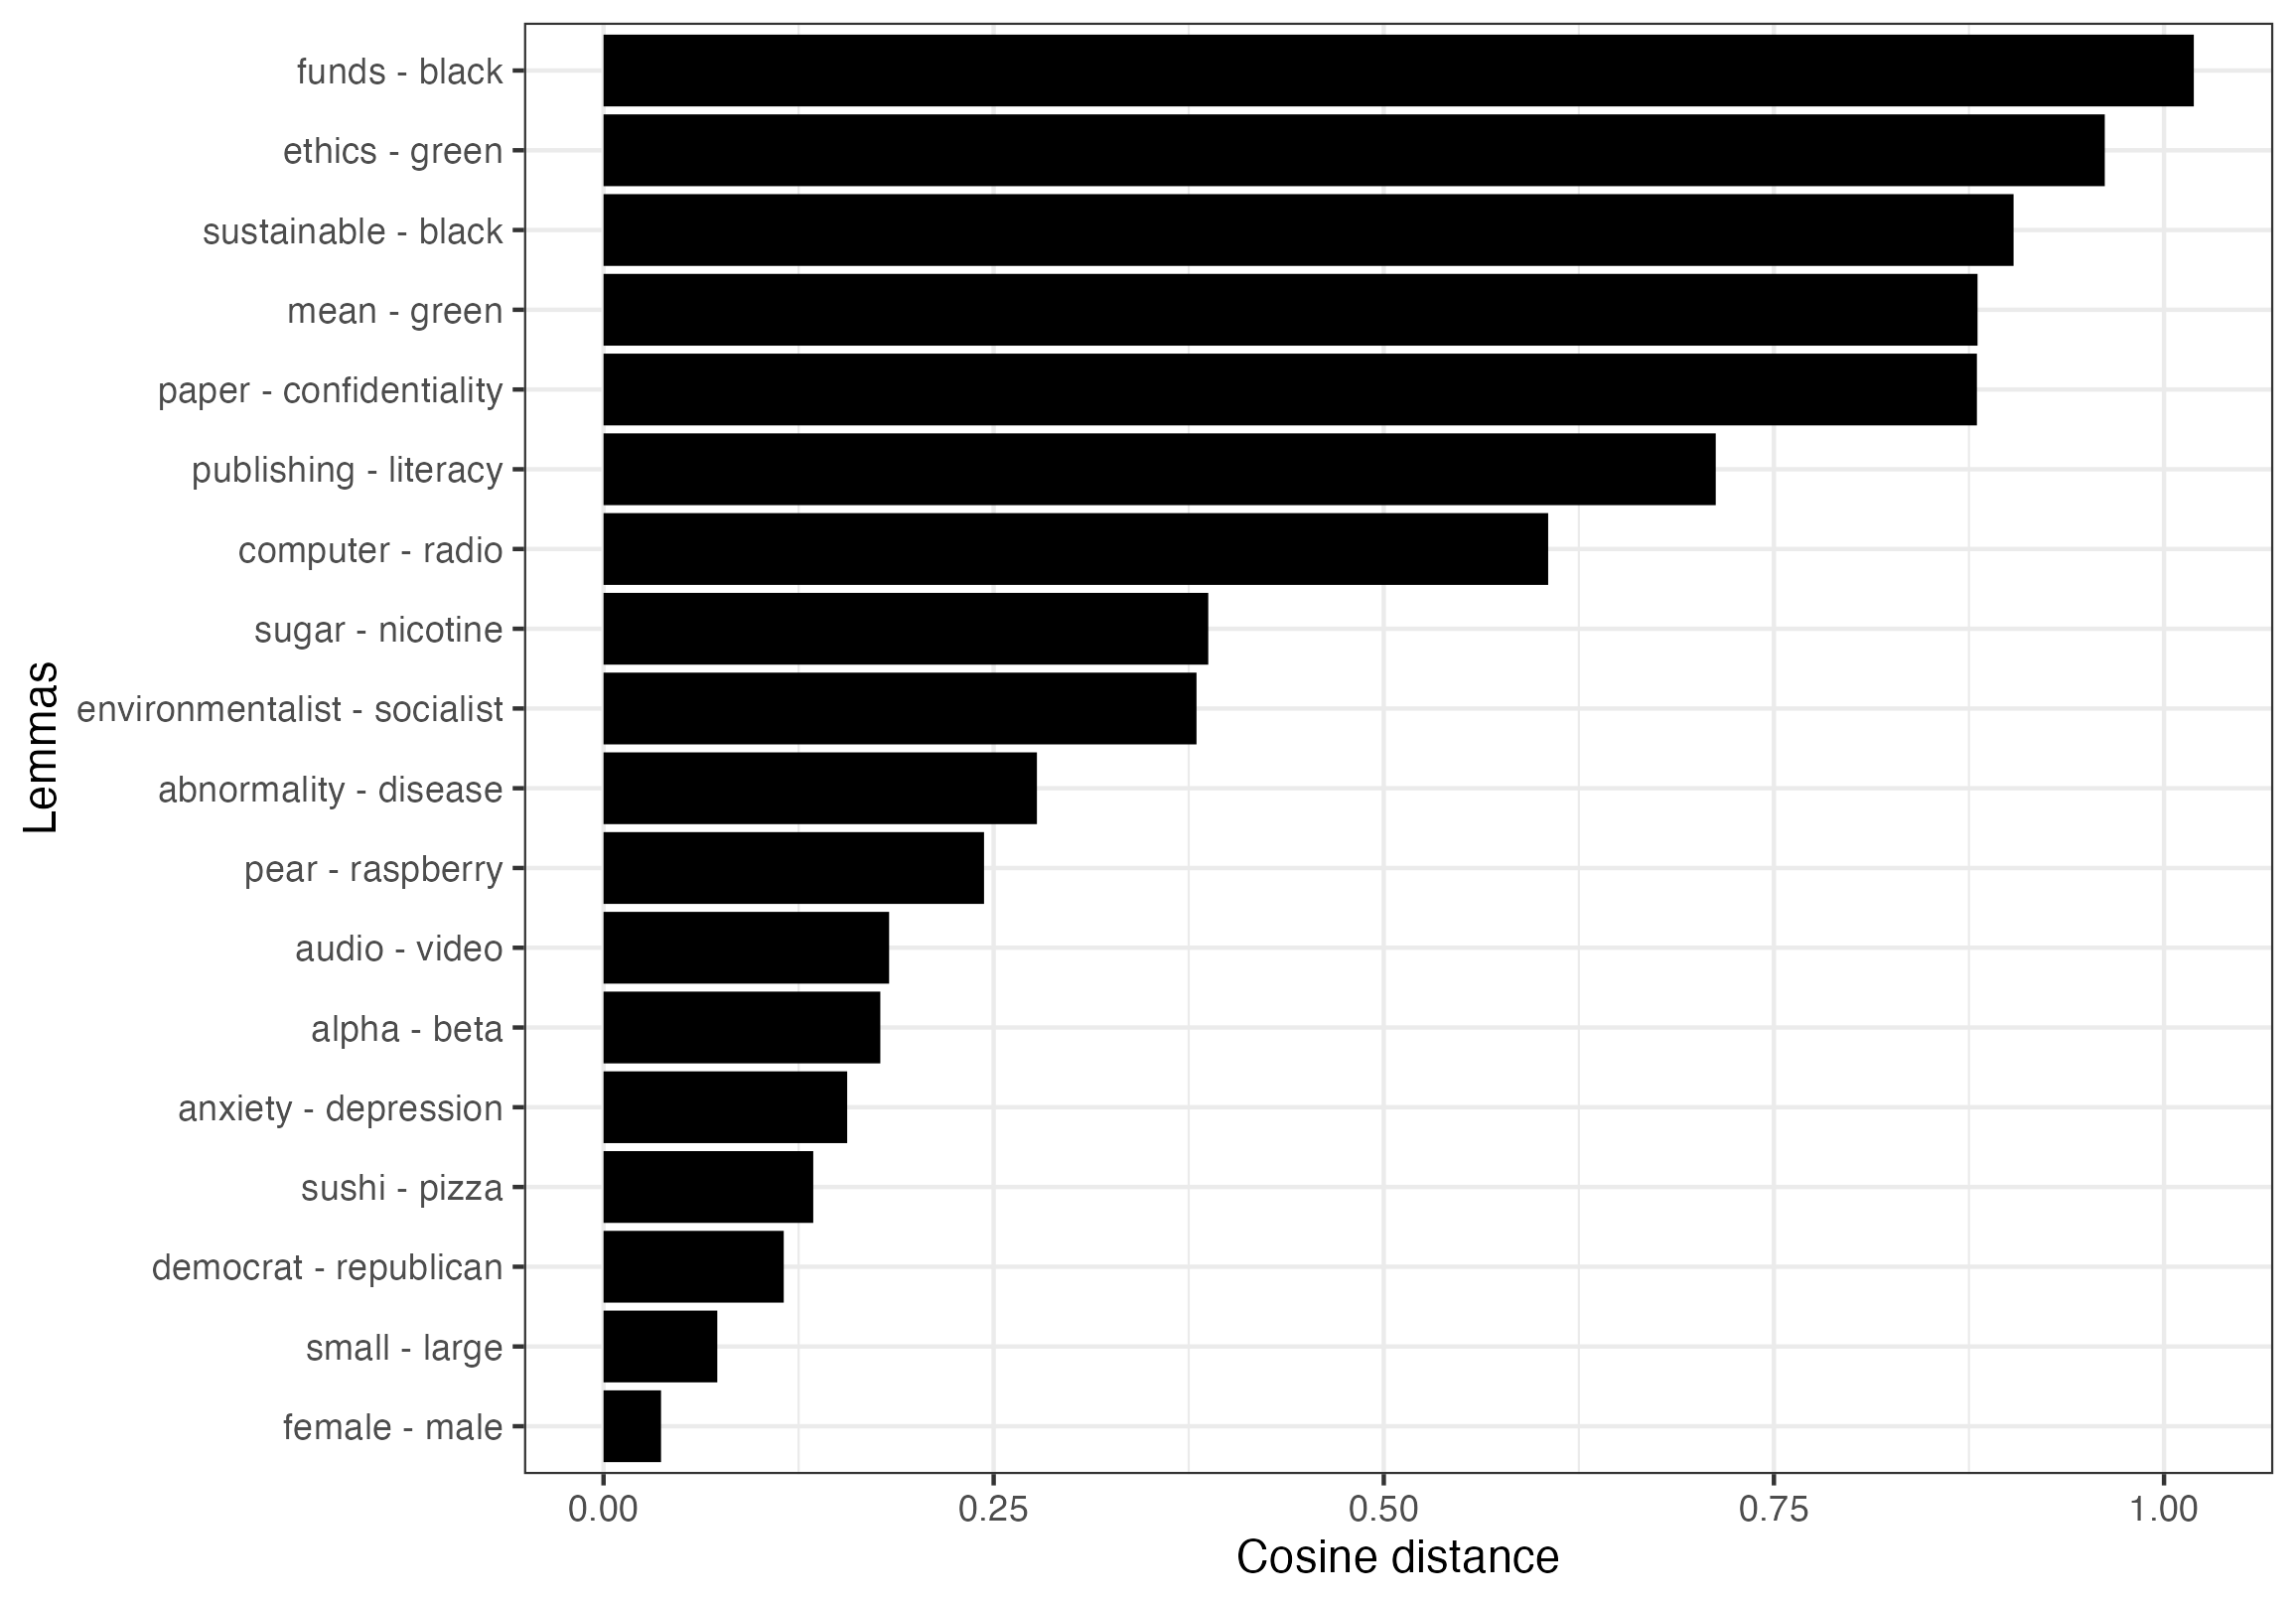 funds - black
ethics - green
sustainable - black
mean - green
paper - confidentiality
publishing - literacy
computer - radio
sugar - nicotine
environmentalist - socialist
abnormality - disease
pear - raspberry
audio - video
alpha - beta
anxiety - depression
sushi - pizza
democrat - republican
small - large
female - male
Lemmas
0.00 0.25 0.50 0.75 1.00
Cosine distance